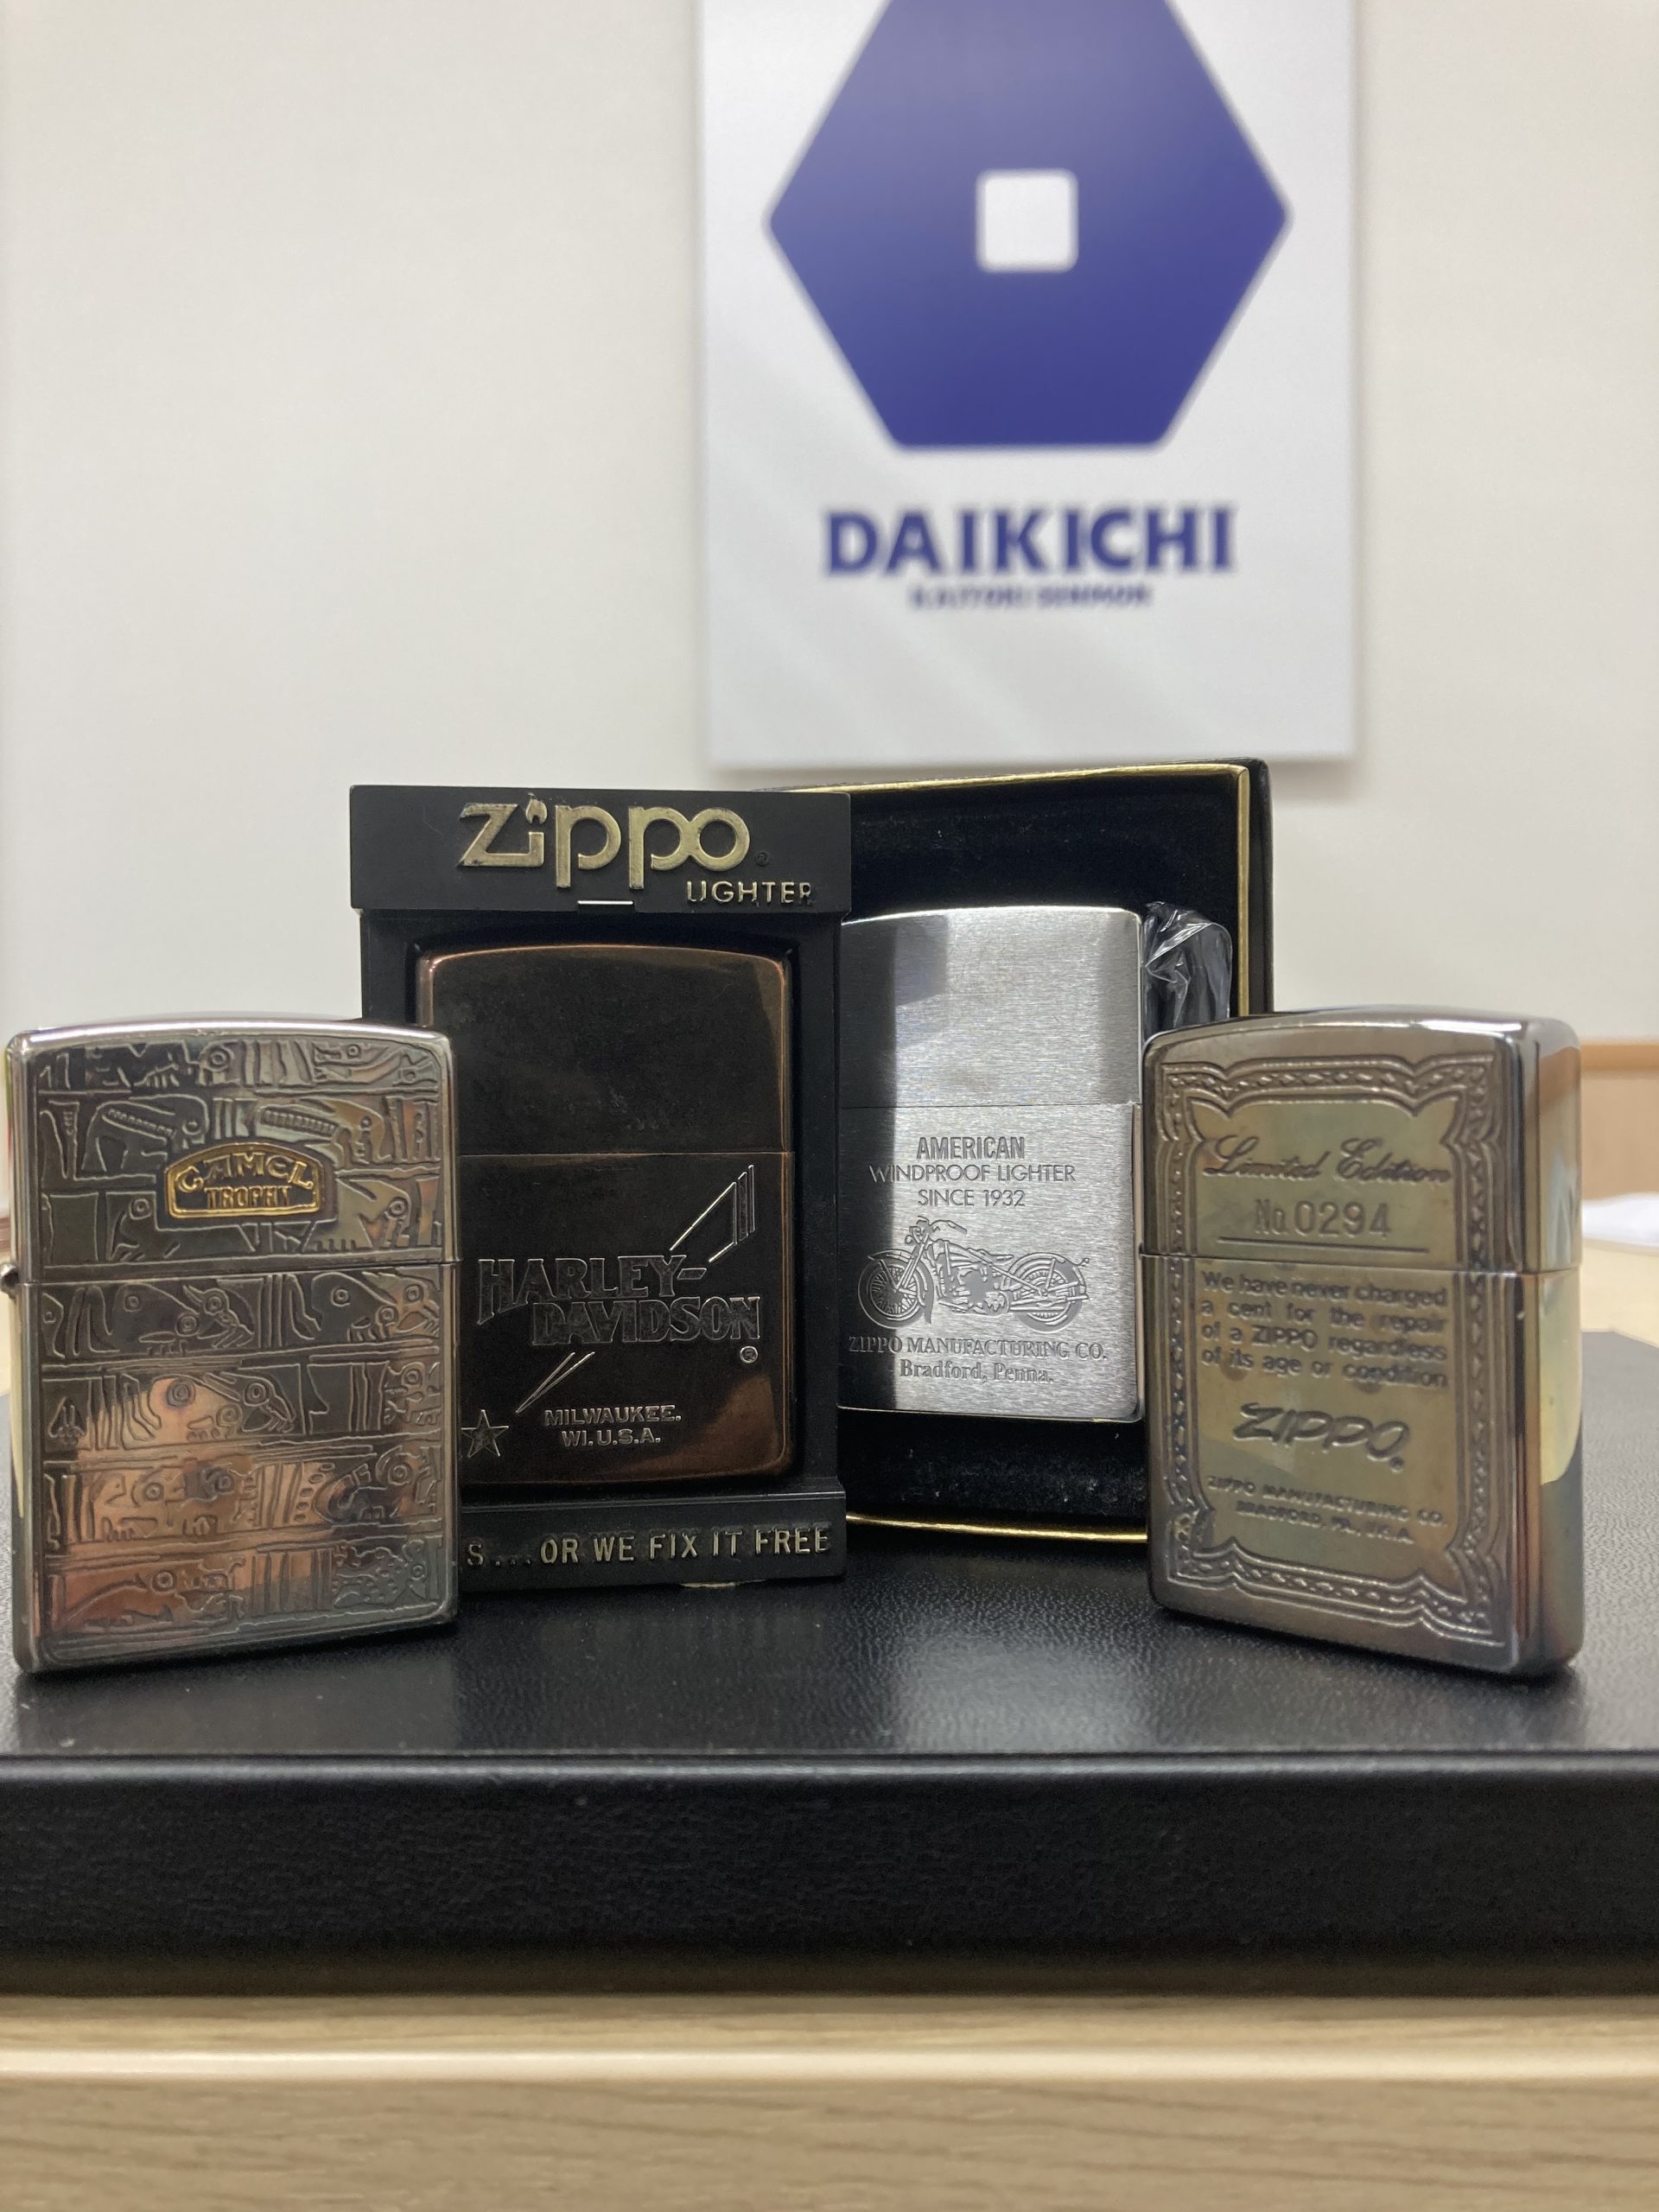 DAIKICHI
KAITORI SENMON
Zippo
LIGHTER
CAMEL
TROPHY
HARLEY-
DAVIDSON
MILWAUKEE.
WI. U.S.A.
S....OR WE FIX IT FREE
AMERICAN
WINDPROOF LIGHTER
SINCE 1932
ZIPPO MANUFACTURING CO.
Bradford, Penna.
Limited Edition
No.0294
We have never charged
a cent for the repair
of a ZIPPO regardless
of its age or condition
ZIPPO
ZIPPO MANUFACTURING CO.
BRADFORD, PA., U.S.A.